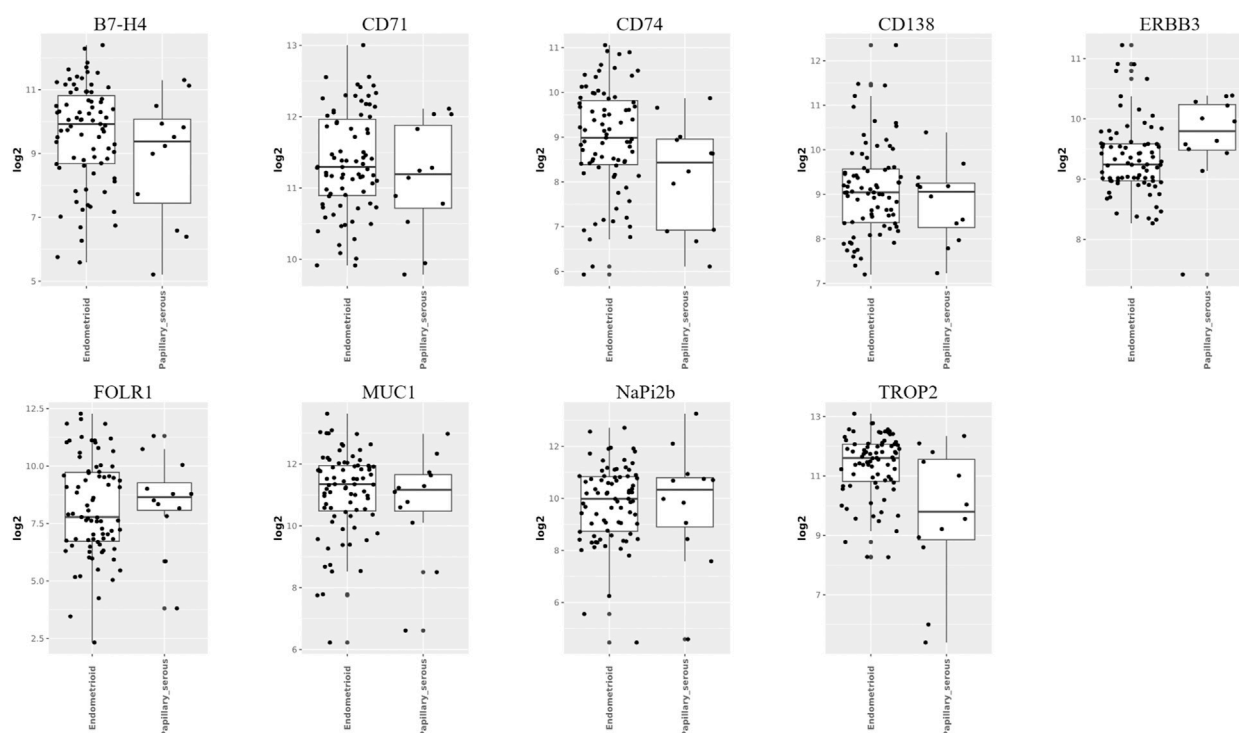 B7-H4 CD71 CD74 CD138 ERBB3
log2 11 9 7 5
log2 13 12 11 10
log2 11 10 9 8 7 6
log2 12 11 10 9 8 7
log2 11 10 9 8
Endometrioid Papillary_serous Endometrioid Papillary_serous Endometrioid Papillary_serous Endometrioid Papillary_serous Endometrioid Papillary_serous
FOLR1 MUC1 NaPi2b TROP2
log2 12.5 10.0 7.5 5.0 2.5
log2 12 10 8 6
log2 12 10 8 6
log2 13 11 9 7
Endometrioid Papillary_serous Endometrioid Papillary_serous Endometrioid Papillary_serous Endometrioid Papillary_serous